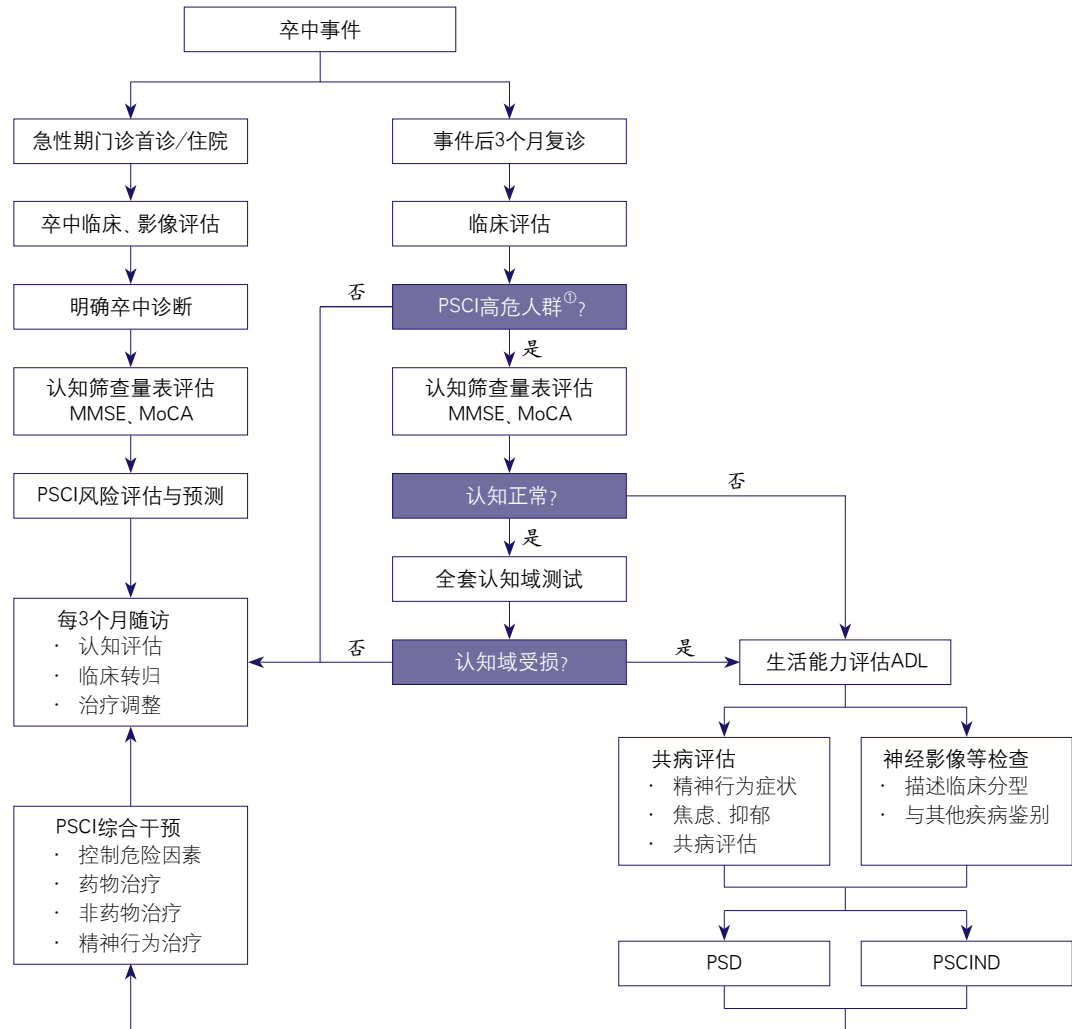 卒中事件
急性期门诊首诊/住院
事件后3个月复诊
卒中临床、影像评估
临床评估
明确卒中诊断
否
PSCI高危人群①?
是
认知筛查量表评估
MMSE、MoCA
认知筛查量表评估
MMSE、MoCA
PSCI风险评估与预测
认知正常?
否
是
全套认知域测试
每3个月随访
· 认知评估
· 临床转归
· 治疗调整
否
认知域受损?
是
生活能力评估ADL
共病评估
· 精神行为症状
· 焦虑、抑郁
· 共病评估
神经影像等检查
· 描述临床分型
· 与其他疾病鉴别
PSCI综合干预
· 控制危险因素
· 药物治疗
· 非药物治疗
· 精神行为治疗
PSD
PSCIND